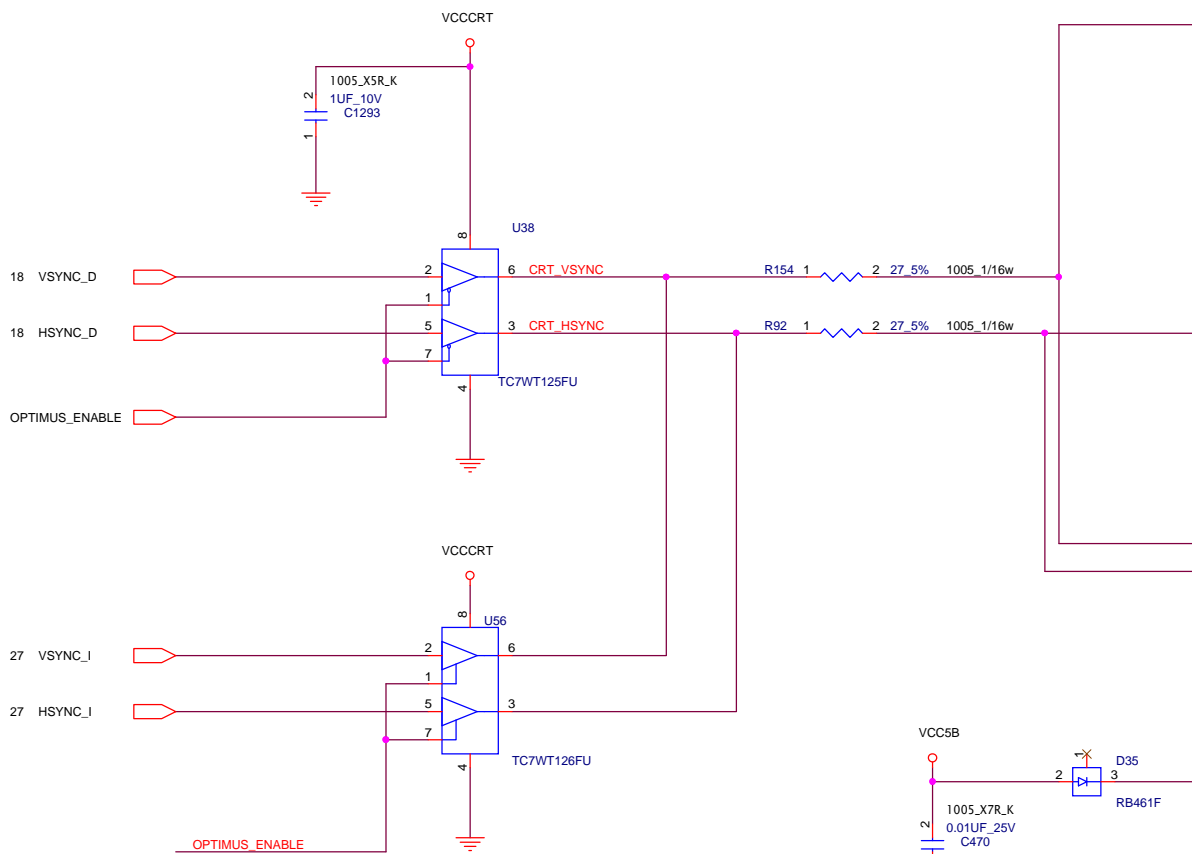 VCCCRT
1005_X5R_K
2
1UF_10V
C1293
1
8
U38
18 VSYNC_D
2
6
CRT_VSYNC
R154 1
2 27_5% 1005_1/16w
1
18 HSYNC_D
5
3
CRT_HSYNC
R92 1
2 27_5% 1005_1/16w
7
4
TC7WT125FU
OPTIMUS_ENABLE
VCCCRT
8
U56
27 VSYNC_I
2
6
1
27 HSYNC_I
5
3
7
4
TC7WT126FU
OPTIMUS_ENABLE
VCC5B
1
D35
2
3
RB461F
1005_X7R_K
2
0.01UF_25V
C470